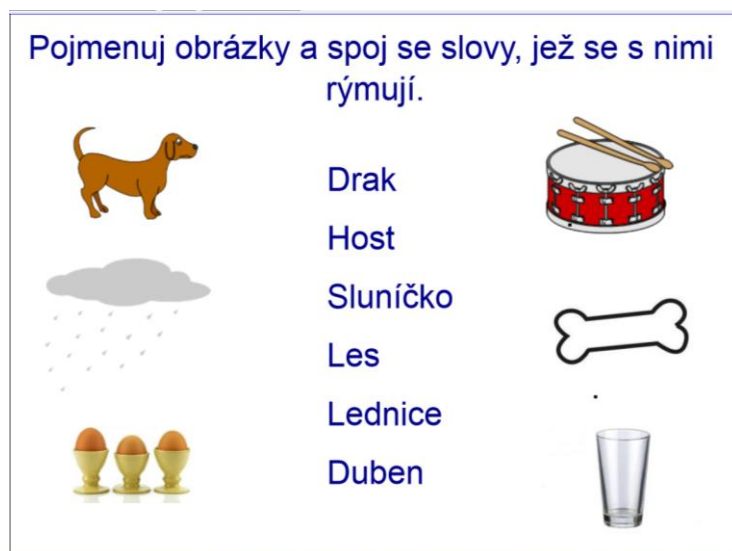 Pojmenuj obrázky a spoj se slovy, jež se s nimi
rýmují.
Drak
Host
Sluníčko
Les
Lednice
Duben